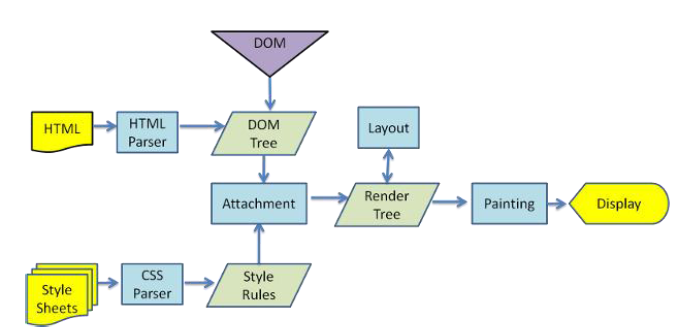 DOM
HTML
HTML
Parser
DOM
Tree
Layout
Attachment
Render
Tree
Painting
Display
Style
Sheets
CSS
Parser
Style
Rules